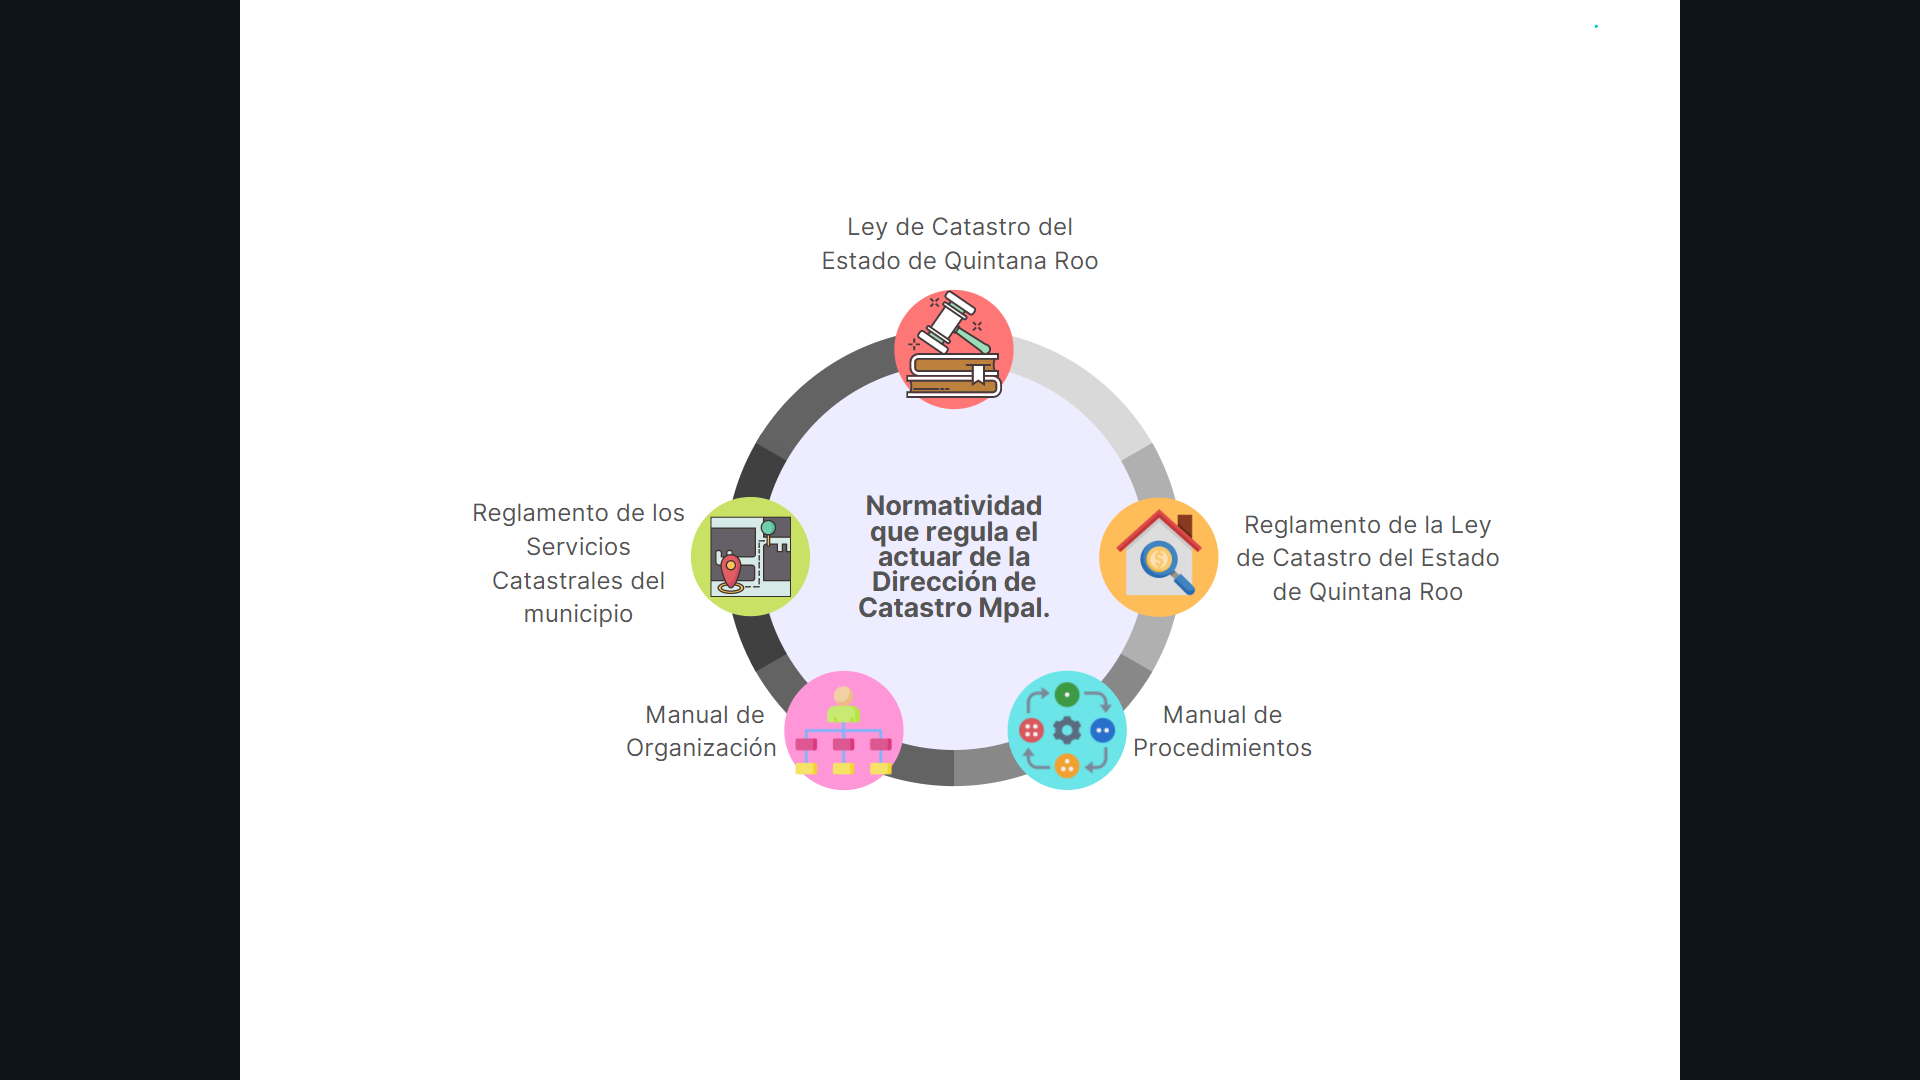 Ley de Catastro del
Estado de Quintana Roo
Normatividad
que regula el
actuar de la
Dirección de
Catastro Mpal.
Reglamento de los
Servicios
Catastrales del
municipio
Reglamento de la Ley
de Catastro del Estado
de Quintana Roo
Manual de
Organización
Manual de
Procedimientos